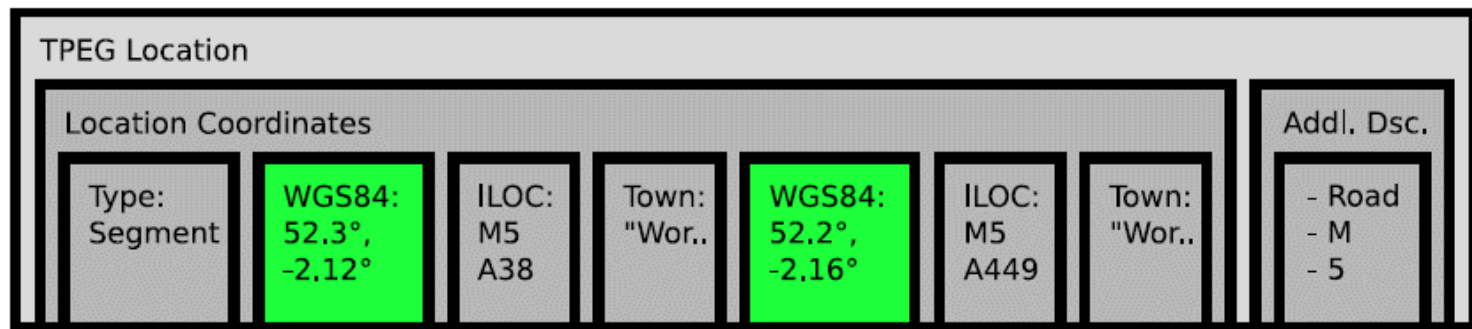 TPEG Location
Location Coordinates
Addl. Dsc.
Type:
Segment
WGS84:
52.3°,
-2.12°
ILOC:
M5
A38
Town:
"Wor..
WGS84:
52.2°,
-2.16°
ILOC:
M5
A449
Town:
"Wor..
- Road
- M
- 5